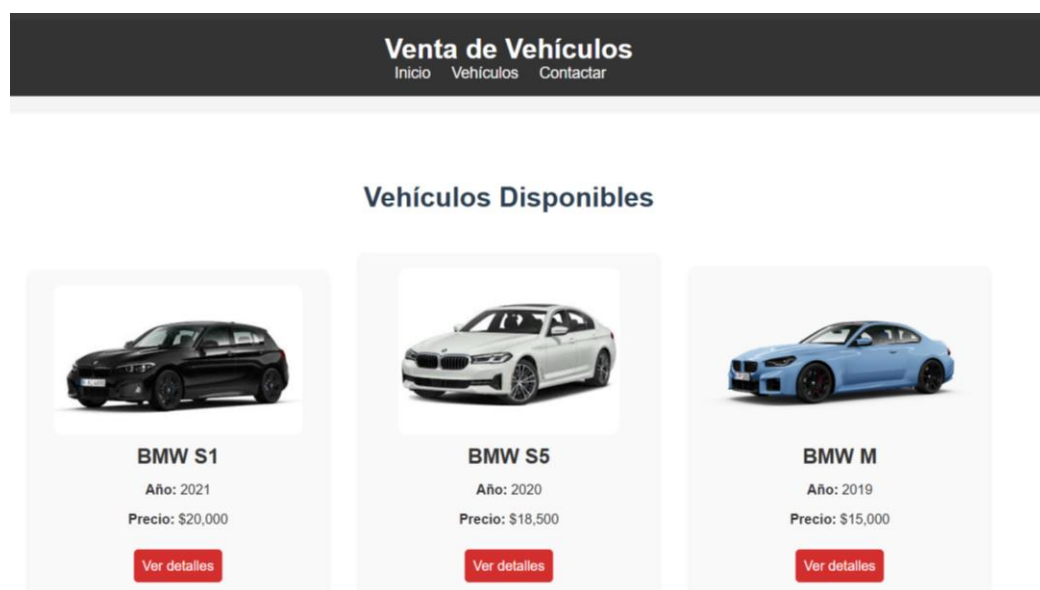 Venta de Vehículos
Inicio Vehículos Contactar
Vehículos Disponibles
BMW S1
Año: 2021
Precio: $20,000
Ver detalles
BMW S5
Año: 2020
Precio: $18,500
Ver detalles
BMW M
Año: 2019
Precio: $15,000
Ver detalles